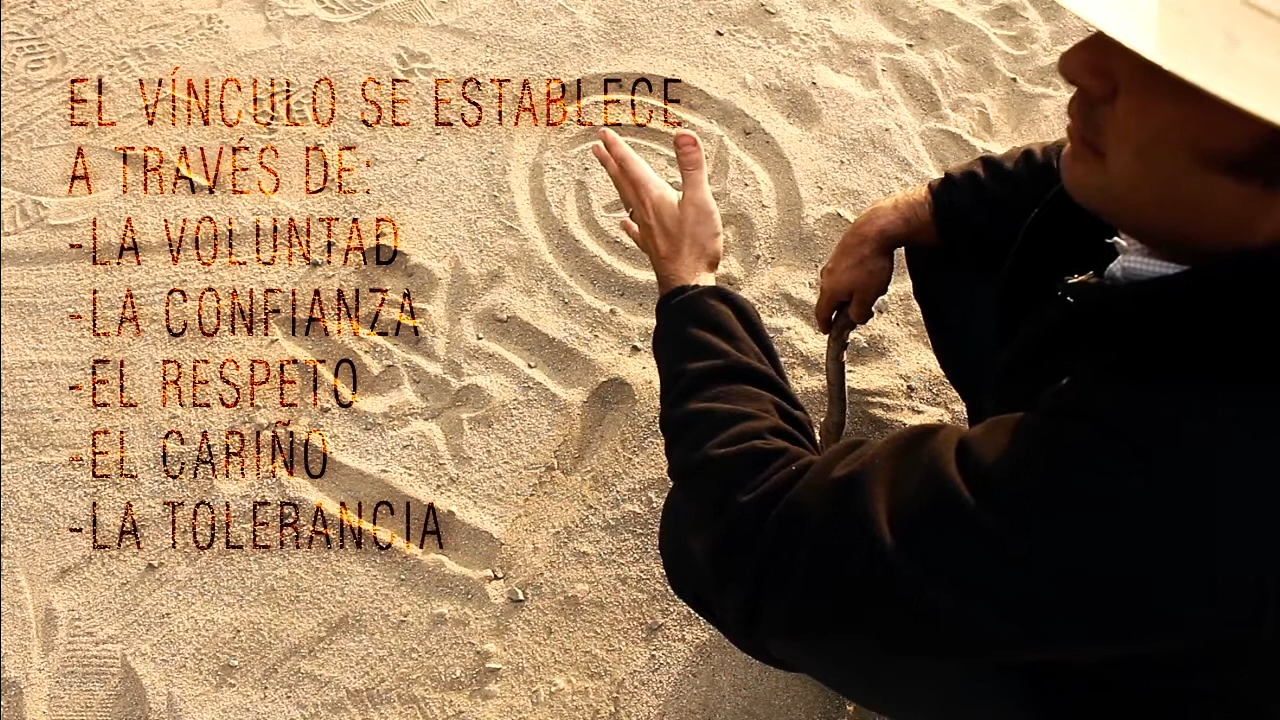 EL VÍNCULO SE ESTABLECE
A TRAVÉS DE:
-LA VOLUNTAD
-LA CONFIANZA
-EL RESPETO
-EL CARIÑO
-LA TOLERANCIA